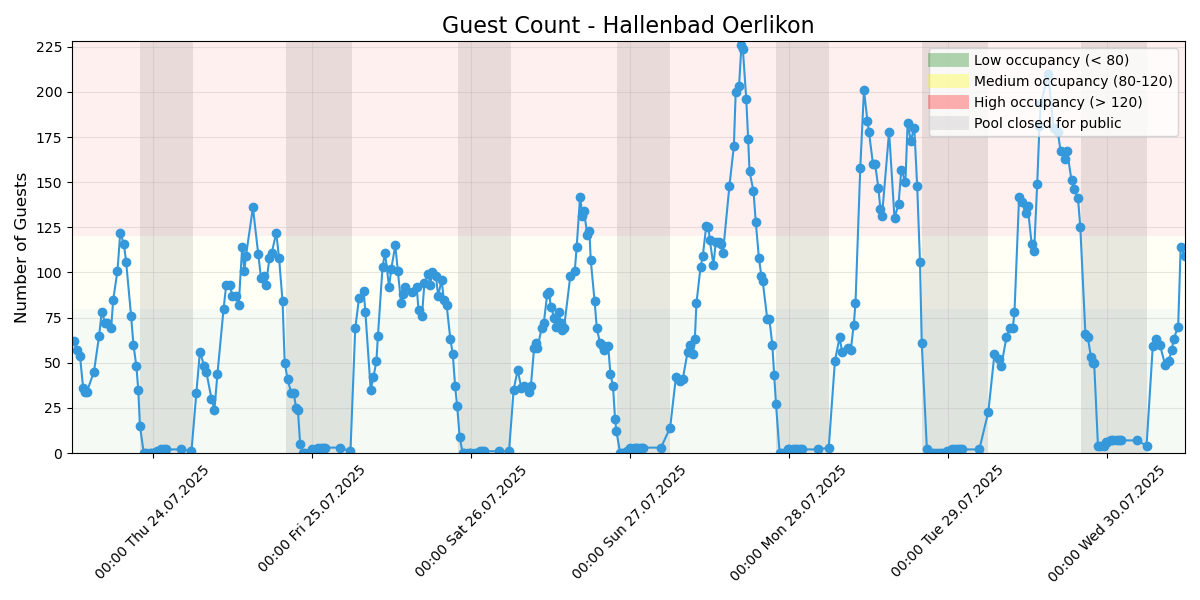 Guest Count - Hallenbad Oerlikon
Number of Guests
225
200
175
150
125
100
75
50
25
0
Low occupancy (< 80)
Medium occupancy (80-120)
High occupancy (> 120)
Pool closed for public
00:00 Thu 24.07.2025
00:00 Fri 25.07.2025
00:00 Sat 26.07.2025
00:00 Sun 27.07.2025
00:00 Mon 28.07.2025
00:00 Tue 29.07.2025
00:00 Wed 30.07.2025